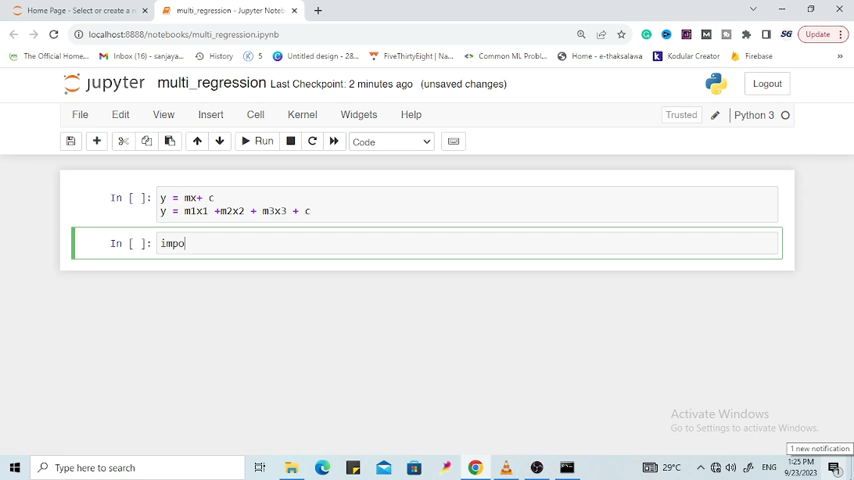 Home Page - Select or create a n
multi_regression - Jupyter Noteb
localhost:8888/notebooks/multi_regression.ipynb
Update
The Official Home...
Inbox (16) - sanjaya...
History
5
Untitled design - 28...
FiveThirtyEight | Na...
Common ML Probl...
Home - e-thaksalawa
Kodular Creator
Firebase
jupyter multi_regression Last Checkpoint: 2 minutes ago (unsaved changes)
Logout
File Edit View Insert Cell Kernel Widgets Help
Trusted
Python 3
Run
Code
In [ ]: y = mx+ c
y = m1x1 +m2x2 + m3x3 + c
In [ ]: impo
Activate Windows
Go to Settings to activate Windows.
1 new notification
Type here to search
29°C
ENG
1:25 PM
9/23/2023